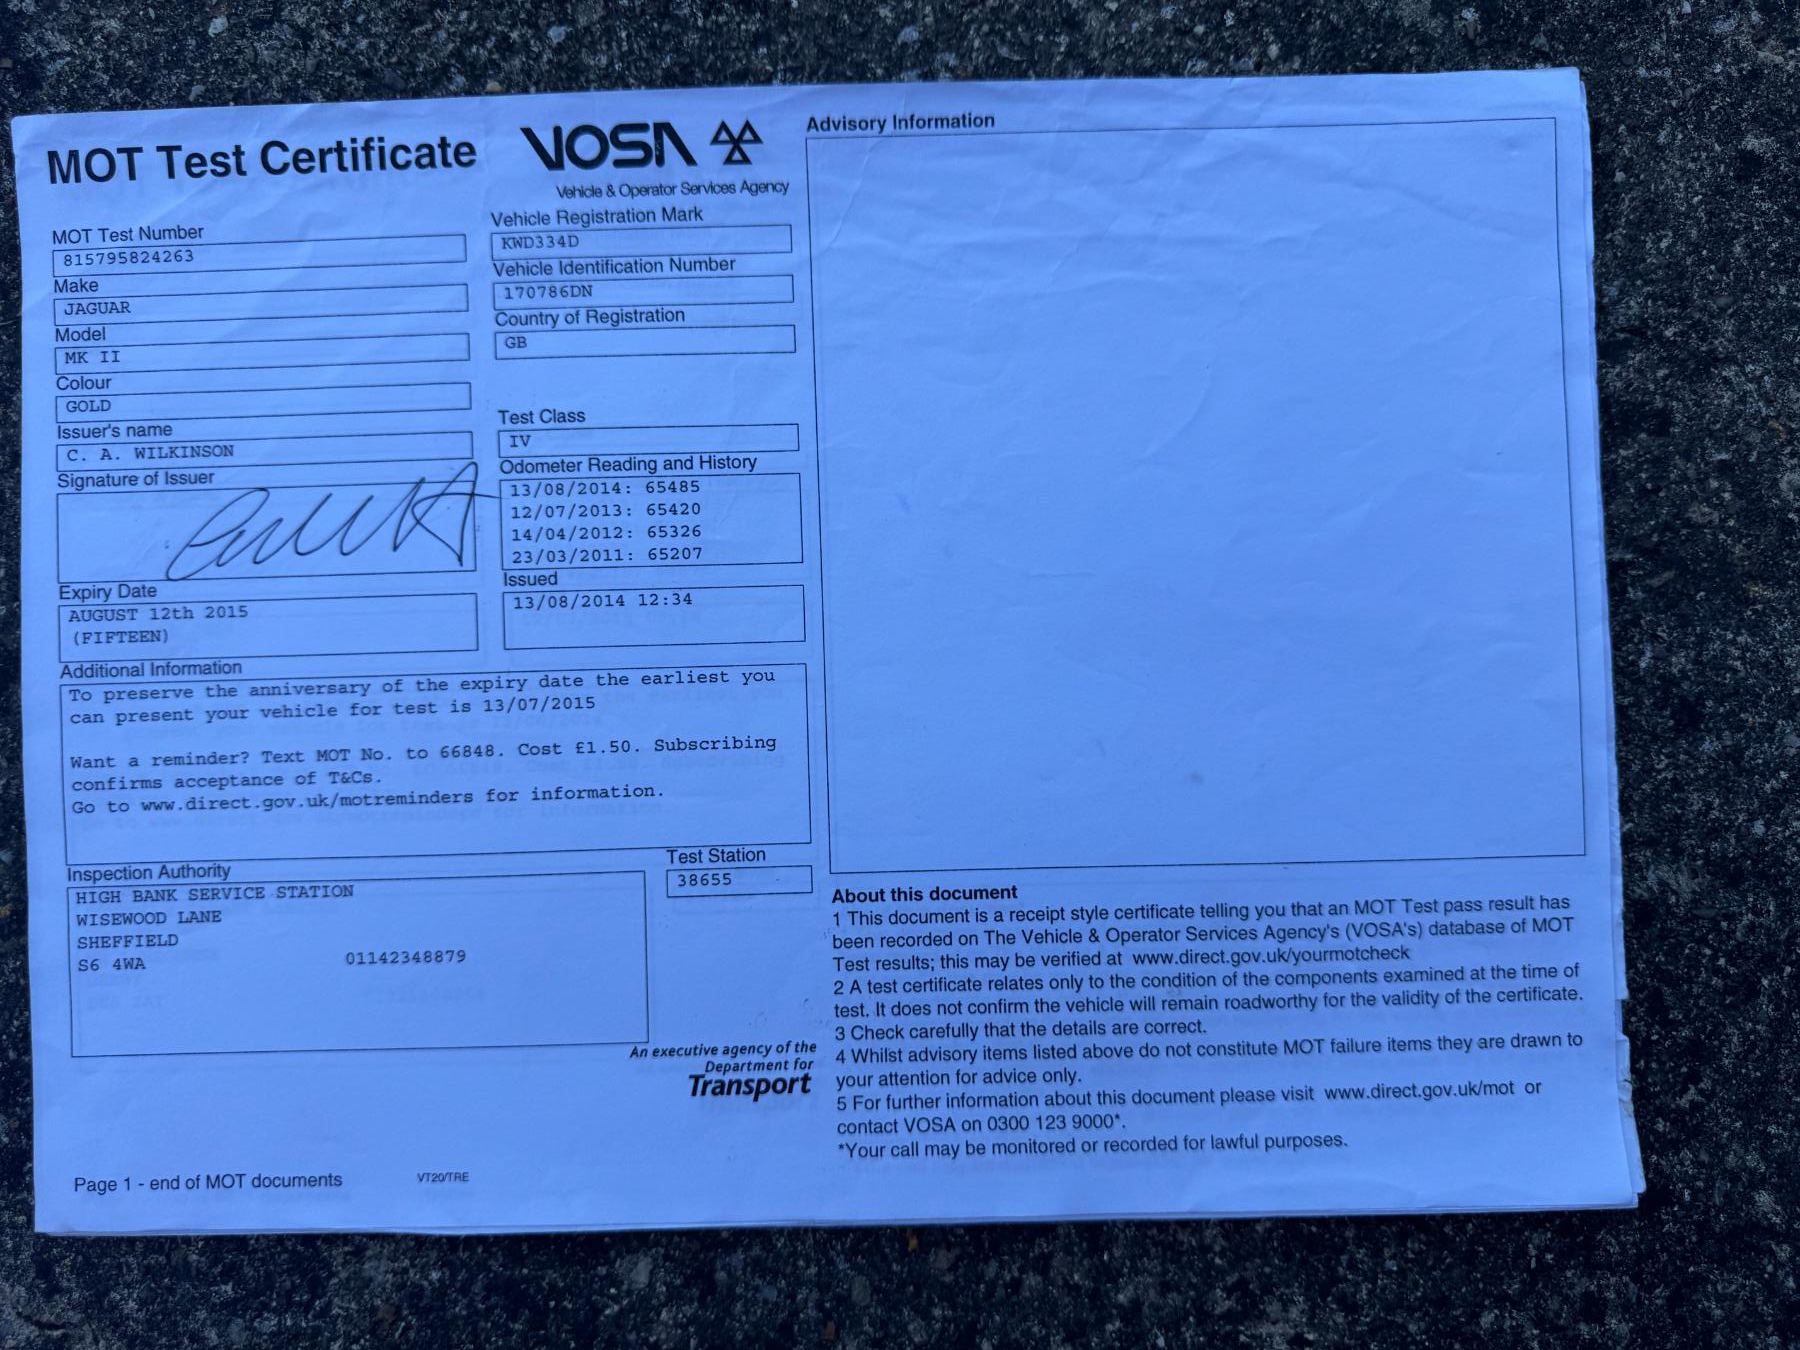 MOT Test Certificate
VOSA
Vehicle & Operator Services Agency
MOT Test Number
815795824263
Make
JAGUAR
Model
MK II
Colour
GOLD
Issuer's name
C. A. WILKINSON
Signature of Issuer
Expiry Date
AUGUST 12th 2015
(FIFTEEN)
Vehicle Registration Mark
KWD334D
Vehicle Identification Number
170786DN
Country of Registration
GB
Test Class
IV
Odometer Reading and History
13/08/2014: 65485
12/07/2013: 65420
14/04/2012: 65326
23/03/2011: 65207
Issued
13/08/2014 12:34
Additional Information
To preserve the anniversary of the expiry date the earliest you
can present your vehicle for test is 13/07/2015
Want a reminder? Text MOT No. to 66848. Cost £1.50. Subscribing
confirms acceptance of T&Cs.
Go to www.direct.gov.uk/motreminders for information.
Inspection Authority
HIGH BANK SERVICE STATION
WISEWOOD LANE
SHEFFIELD
S6 4WA 01142348879
Test Station
38655
An executive agency of the
Department for
Transport
Page 1 - end of MOT documents VT20/TRE
Advisory Information
About this document
1 This document is a receipt style certificate telling you that an MOT Test pass result has
been recorded on The Vehicle & Operator Services Agency's (VOSA's) database of MOT
Test results; this may be verified at www.direct.gov.uk/yourmotcheck
2 A test certificate relates only to the condition of the components examined at the time of
test. It does not confirm the vehicle will remain roadworthy for the validity of the certificate.
3 Check carefully that the details are correct.
4 Whilst advisory items listed above do not constitute MOT failure items they are drawn to
your attention for advice only.
5 For further information about this document please visit www.direct.gov.uk/mot or
contact VOSA on 0300 123 9000*.
*Your call may be monitored or recorded for lawful purposes.